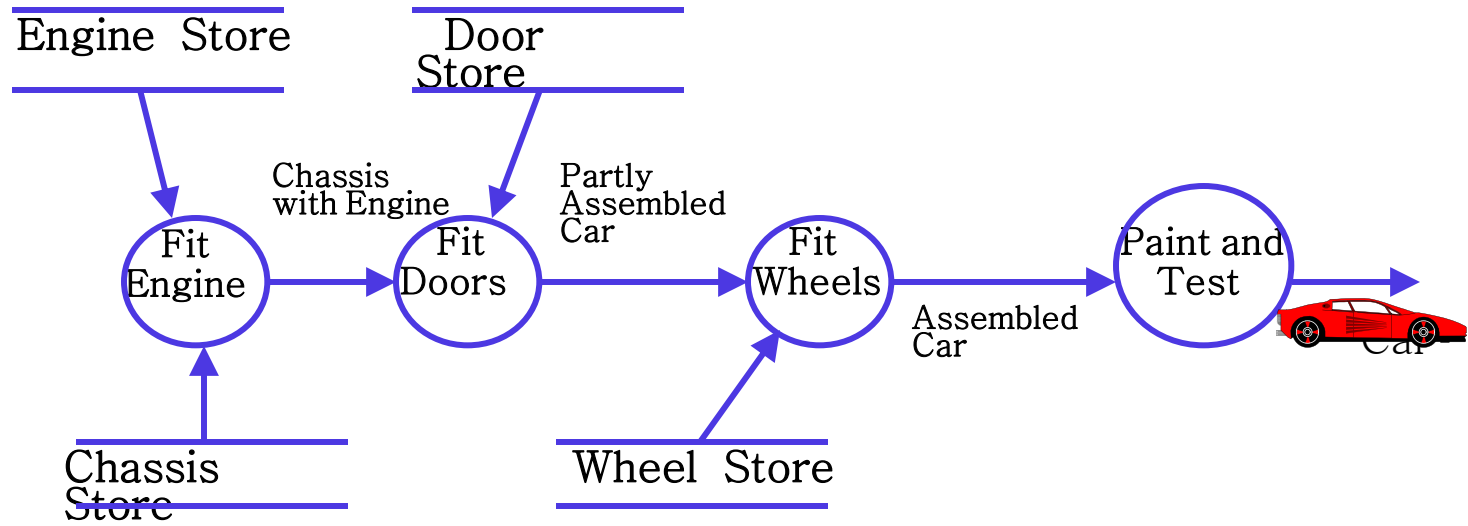 Engine Store
Door
Store
Chassis
with Engine
Partly
Assembled
Car
Fit
Engine
Fit
Doors
Fit
Wheels
Paint and
Test
Assembled
Car
Car
Chassis
Store
Wheel Store